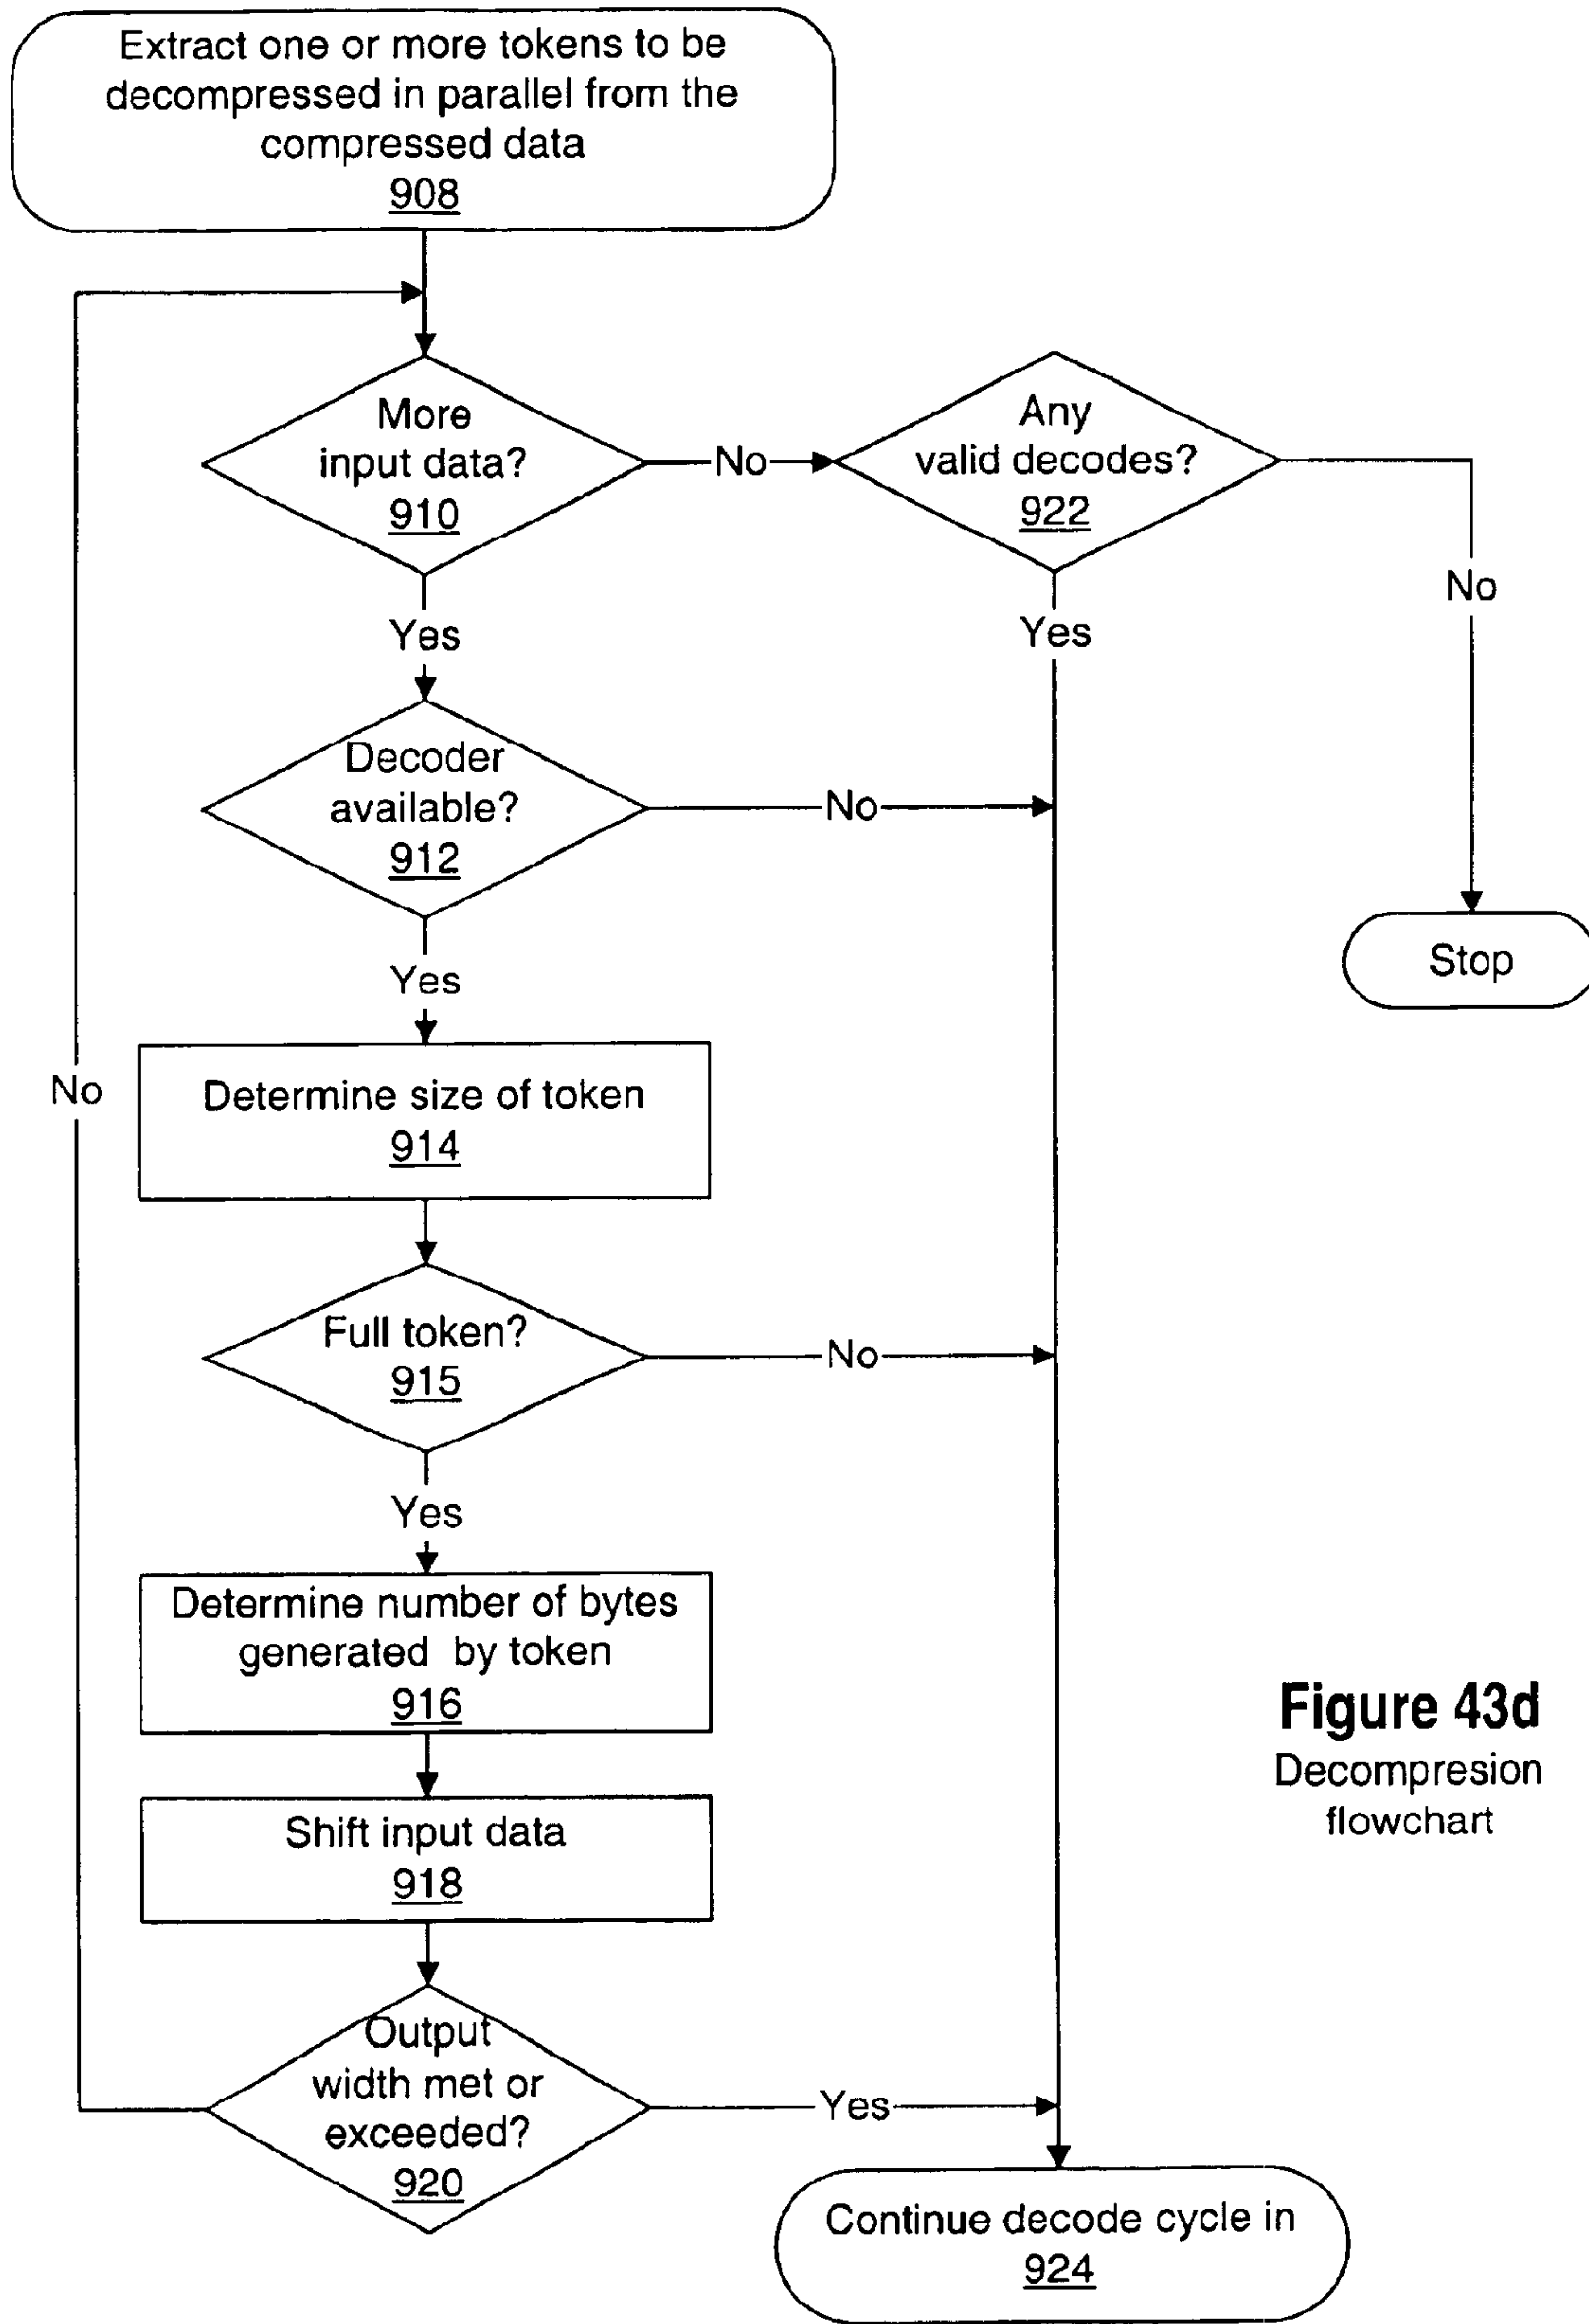 Extract one or more tokens to be
decompressed in parallel from the
compressed data
908
More
input data?
910
No
Any
valid decodes?
922
No
Yes
Yes
Decoder
available?
912
No
Stop
Yes
No
Determine size of token
914
Full token?
915
No
Yes
Determine number of bytes
generated by token
916
Shift input data
918
Output
width met or
exceeded?
920
Yes
Continue decode cycle in
924
Figure 43d
Decompresion
flowchart